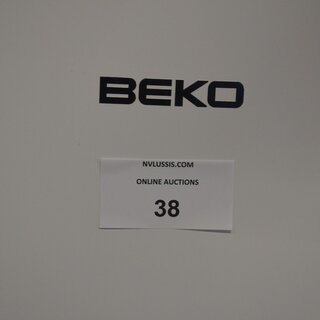 BEKO
NVLUSSIS.COM
ONLINE AUCTIONS
38